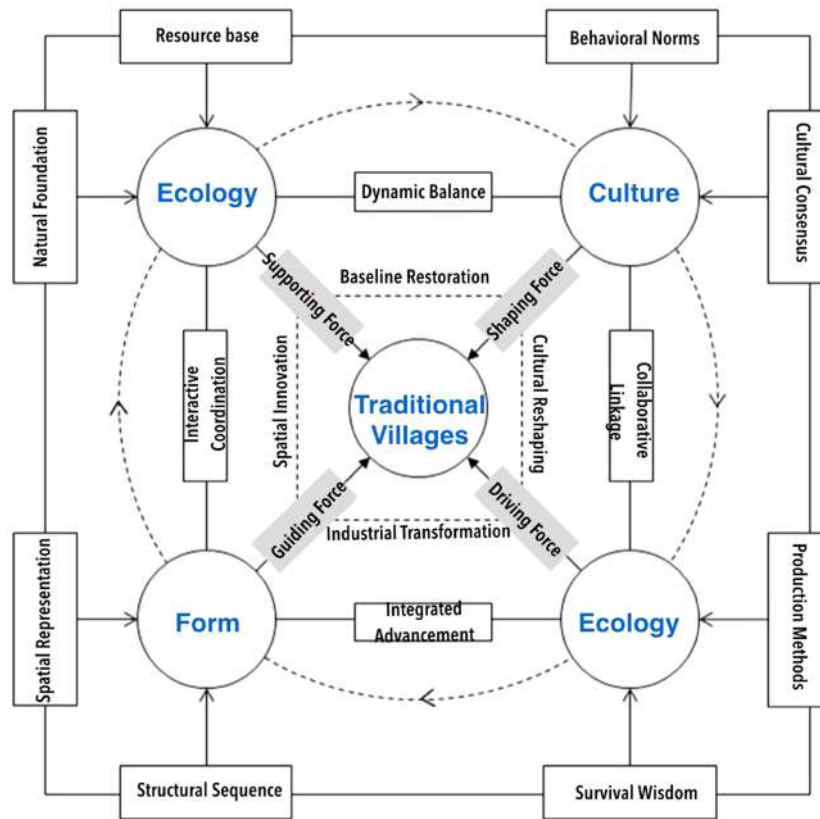 Resource base
Behavioral Norms
Natural Foundation
Ecology
Dynamic Balance
Culture
Cultural Consensus
Supporting Force
Baseline Restoration
Shaping Force
Interactive
Coordination
Spatial Innovation
Traditional
Villages
Cultural Reshaping
Collaborative
Linkage
Guiding Force
Industrial Transformation
Driving Force
Spatial Representation
Form
Integrated
Advancement
Ecology
Production Methods
Structural Sequence
Survival Wisdom